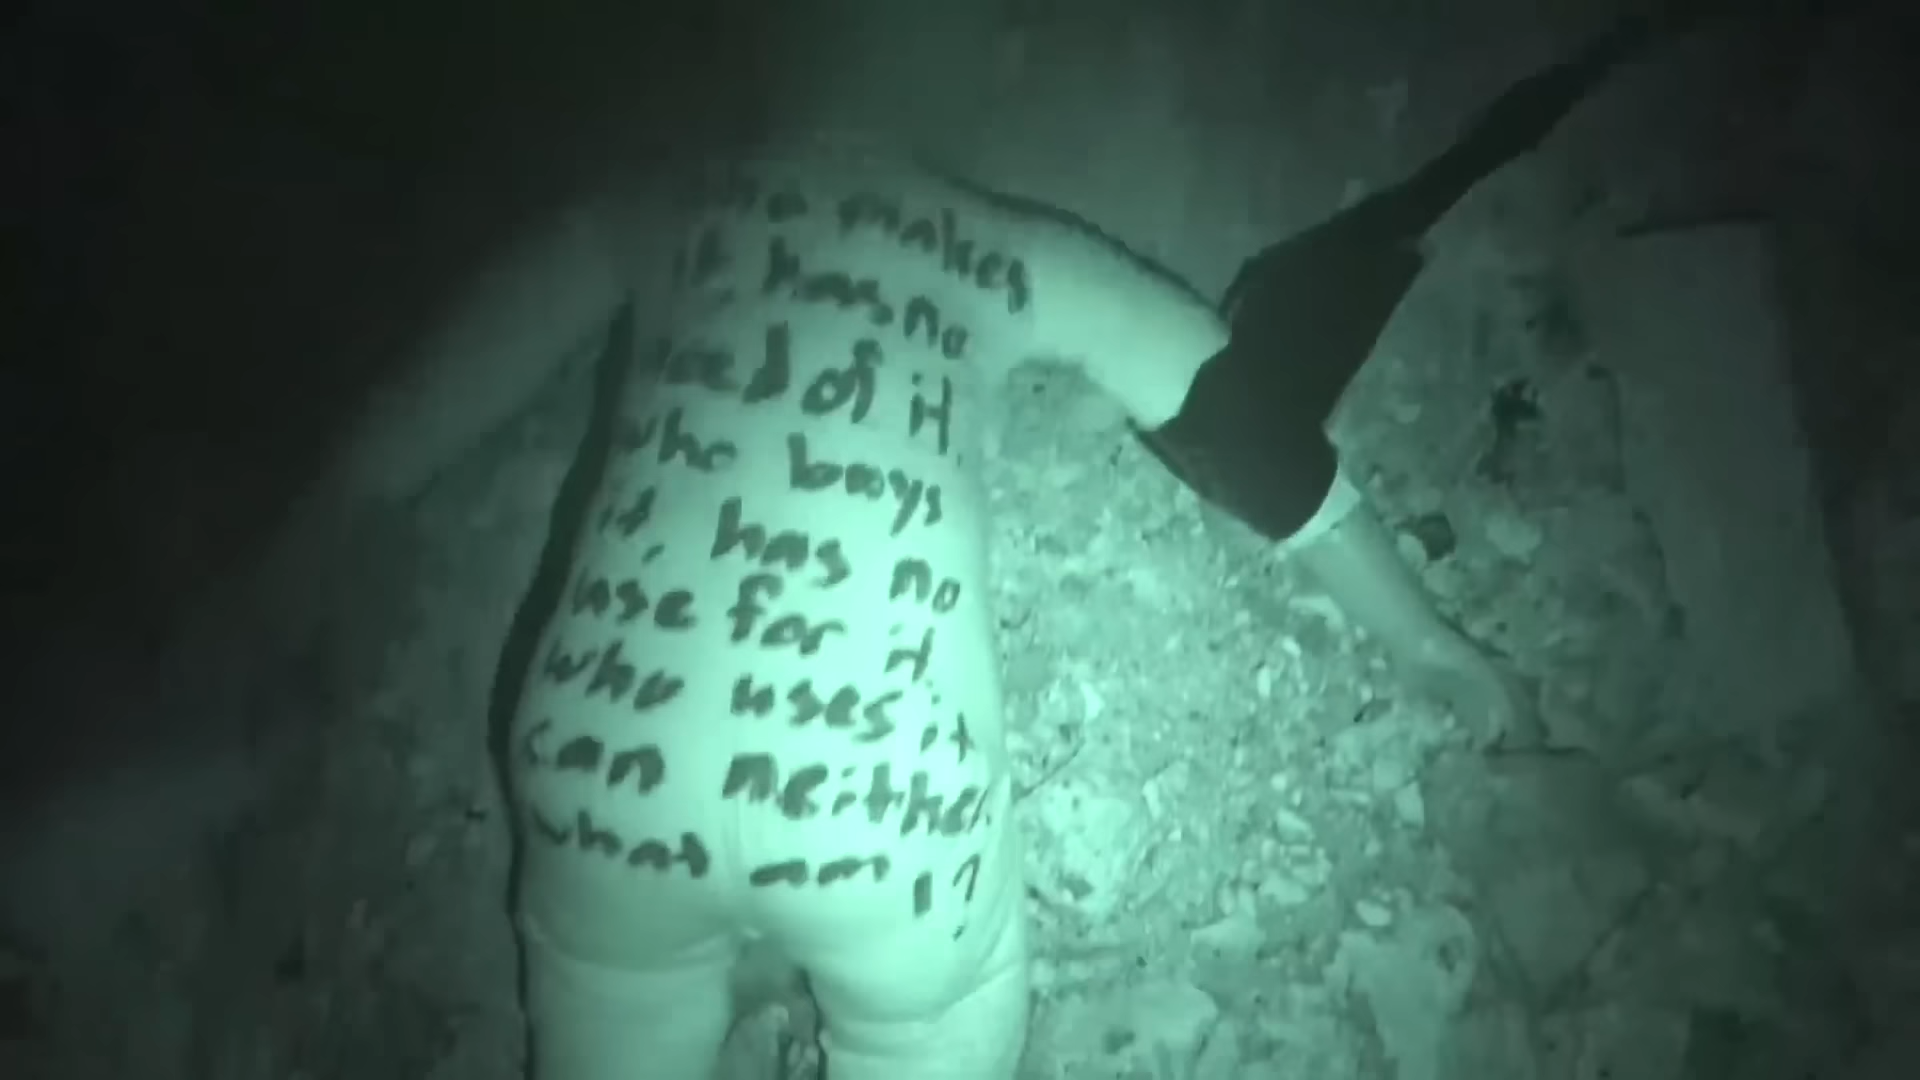 makes
it has no
need of it
who buys
it, has no
use for it
who uses it
can neither
what am i?